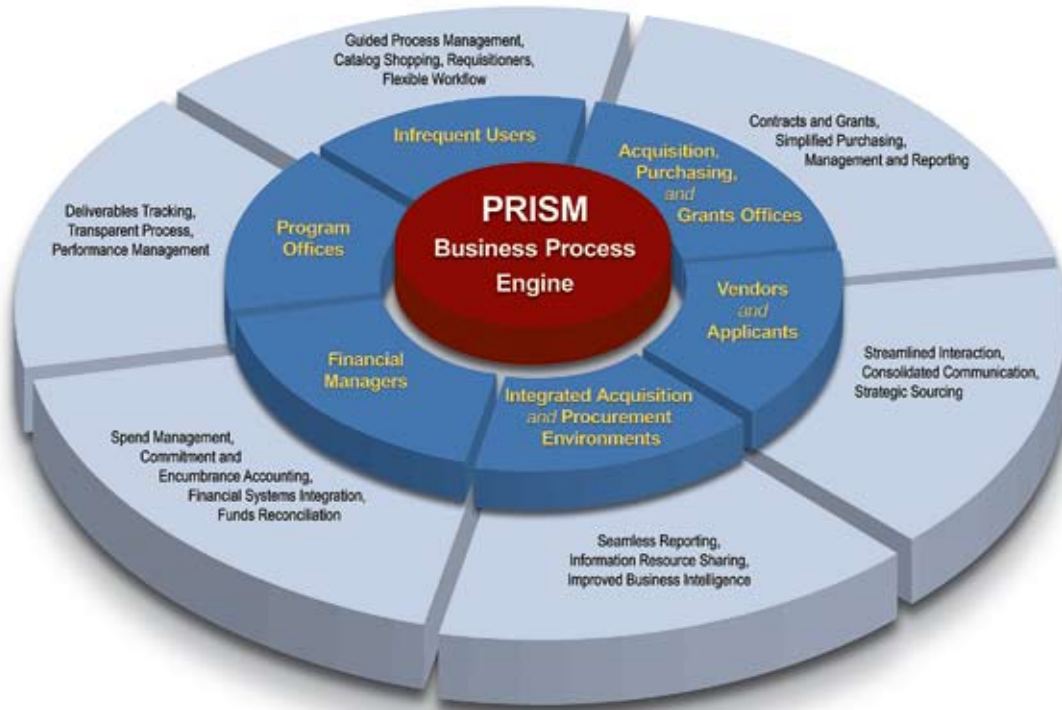 PRISM
Business Process
Engine
Infrequent Users
Guided Process Management,
Catalog Shopping, Requisitioners,
Flexible Workflow
Acquisition,
Purchasing,
and
Grants Offices
Contracts and Grants,
Simplified Purchasing,
Management and Reporting
Vendors
and
Applicants
Streamlined Interaction,
Consolidated Communication,
Strategic Sourcing
Integrated Acquisition
and Procurement
Environments
Seamless Reporting,
Information Resource Sharing,
Improved Business Intelligence
Financial
Managers
Spend Management,
Commitment and
Encumbrance Accounting,
Financial Systems Integration,
Funds Reconciliation
Program
Offices
Deliverables Tracking,
Transparent Process,
Performance Management